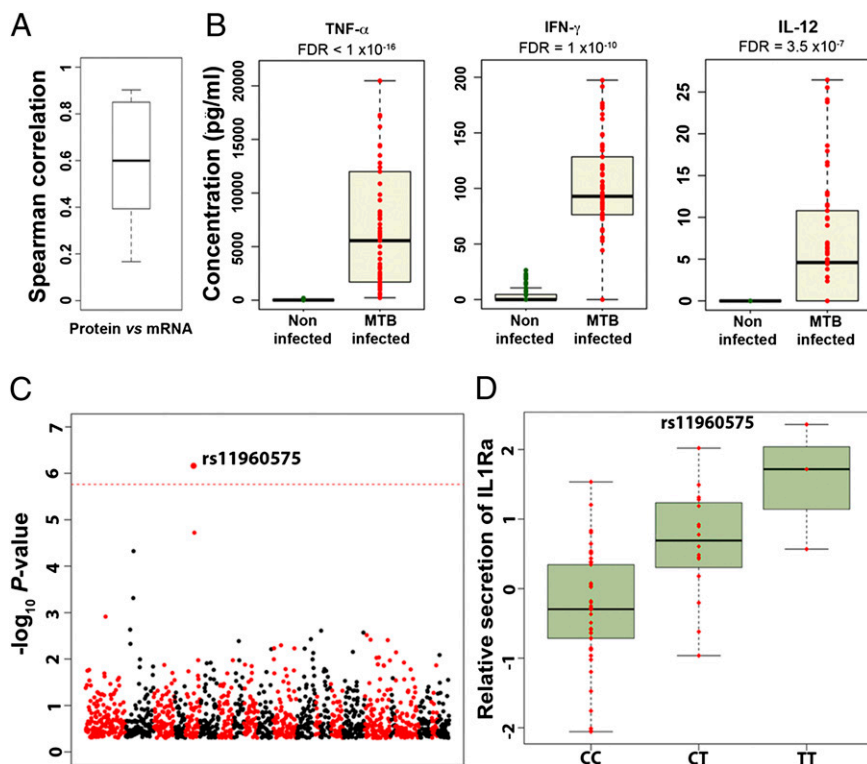 A
Spearman correlation
1
0.8
0.6
0.4
0.2
0
Protein vs mRNA
B
Concentration (pg/ml)
TNF-α
FDR < 1 x10-16
20000
15000
10000
5000
0
Non infected
MTB infected
IFN-γ
FDR = 1 x10-10
200
150
100
50
0
Non infected
MTB infected
IL-12
FDR = 3.5 x10-7
25
20
15
10
5
0
Non infected
MTB infected
C
-log10 P-value
7
6
5
4
3
2
1
0
rs11960575
D
Relative secretion of IL1Ra
rs11960575
2
1
0
-1
-2
CC
CT
TT